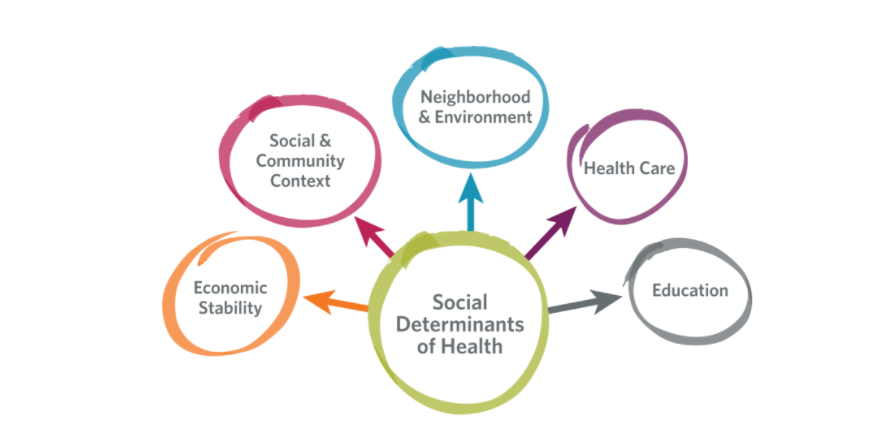 Neighborhood
& Environment
Social &
Community
Context
Health Care
Economic
Stability
Education
Social
Determinants
of Health